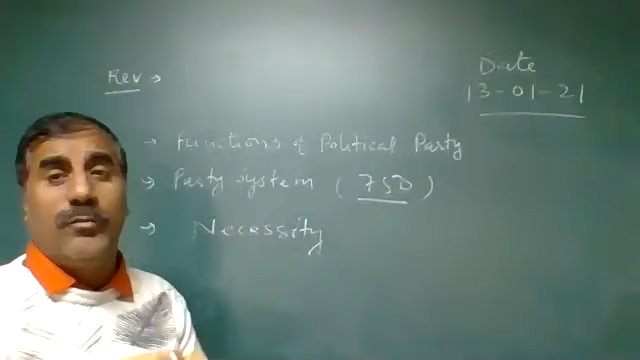 Date
Rev →
13-01-21
→ Functions of Political Party
→ Party system ( 750 )
→ Necessity